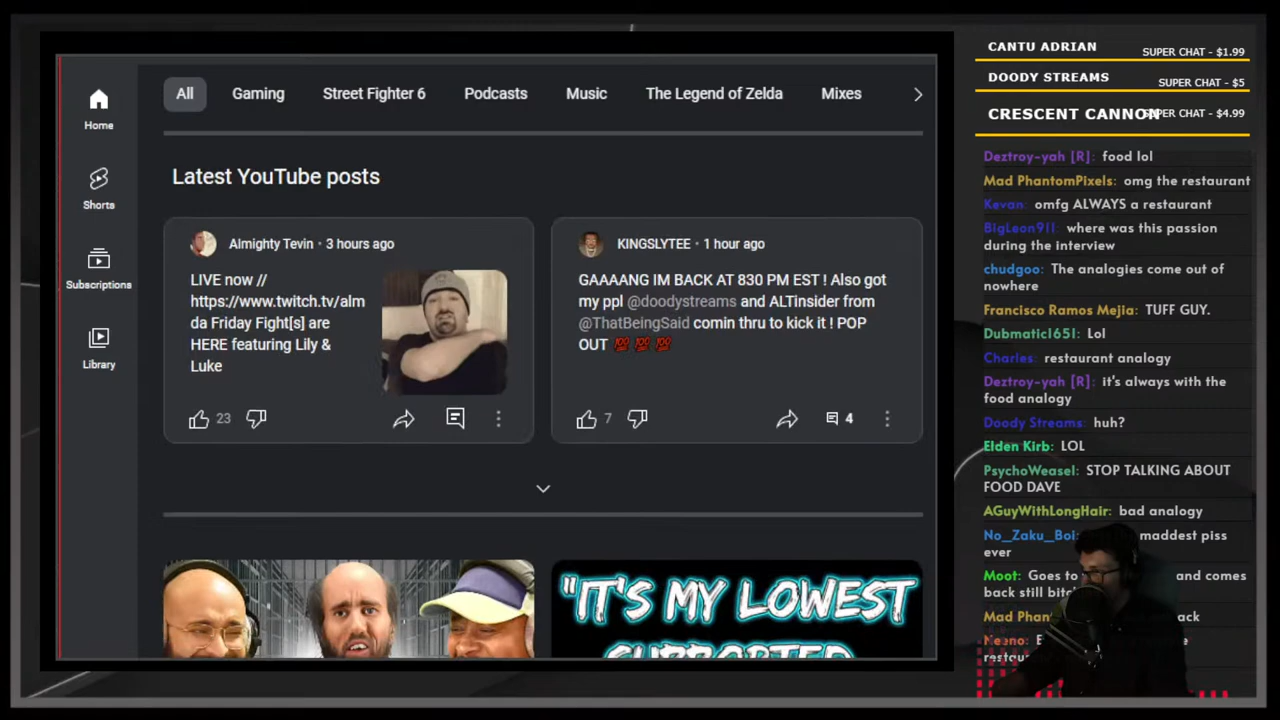 All
Gaming
Street Fighter 6
Podcasts
Music
The Legend of Zelda
Mixes
Home
Shorts
Subscriptions
Library
Latest YouTube posts
Almighty Tevin · 3 hours ago
LIVE now //
https://www.twitch.tv/alm
da Friday Fight[s] are
HERE featuring Lily &
Luke
23
KINGSLYTEE · 1 hour ago
GAAAANG IM BACK AT 830 PM EST ! Also got
my ppl @doodystreams and ALTinsider from
@ThatBeingSaid comin thru to kick it ! POP
OUT 💯 💯 💯
7
4
"IT'S MY LOWEST
SUPPORTED
CANTU ADRIAN
SUPER CHAT - $1.99
DOODY STREAMS
SUPER CHAT - $5
CRESCENT CANNON
SUPER CHAT - $4.99
Deztroy-yah [R]: food lol
Mad PhantomPixels: omg the restaurant
Kevan: omfg ALWAYS a restaurant
BigLeon911: where was this passion
during the interview
chudgoo: The analogies come out of
nowhere
Francisco Ramos Mejia: TUFF GUY.
Dubmatic1651: Lol
Charles: restaurant analogy
Deztroy-yah [R]: it's always with the
food analogy
Doody Streams: huh?
Elden Kirb: LOL
PsychoWeasel: STOP TALKING ABOUT
FOOD DAVE
AGuyWithLongHair: bad analogy
No_Zaku_Boi: maddest piss
ever
Moot: Goes to and comes
back still
Mad
Neeno: